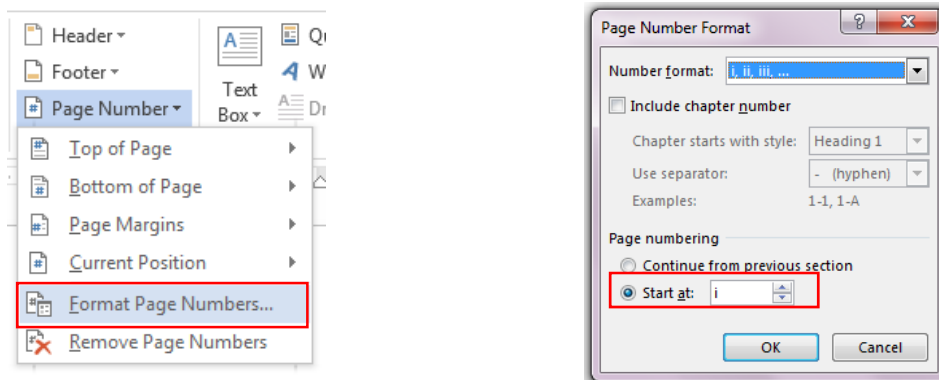 Header
Footer
Page Number
Text
Box
Top of Page
Bottom of Page
Page Margins
Current Position
Format Page Numbers...
Remove Page Numbers
Page Number Format
Number format: i, ii, iii, ...
Include chapter number
Chapter starts with style: Heading 1
Use separator: - (hyphen)
Examples: 1-1, 1-A
Page numbering
Continue from previous section
Start at: i
OK Cancel